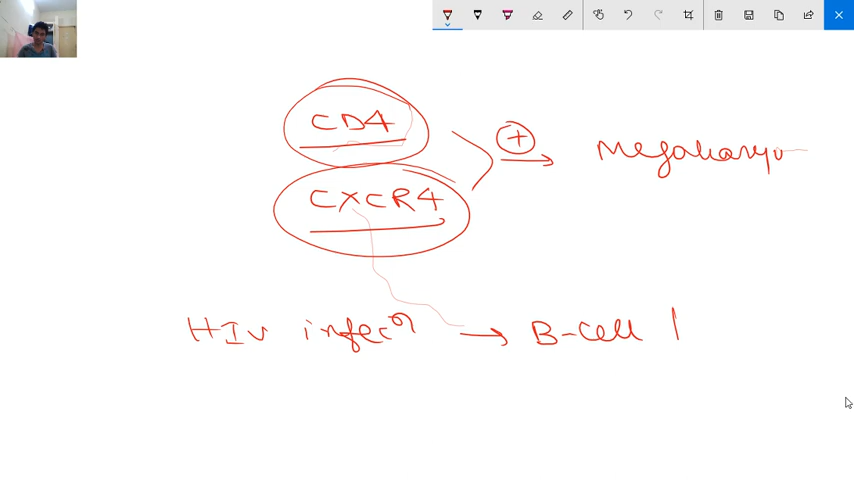 CD4
+
Megakaryo
CXCR4
HIV infecⁿ → B-cell